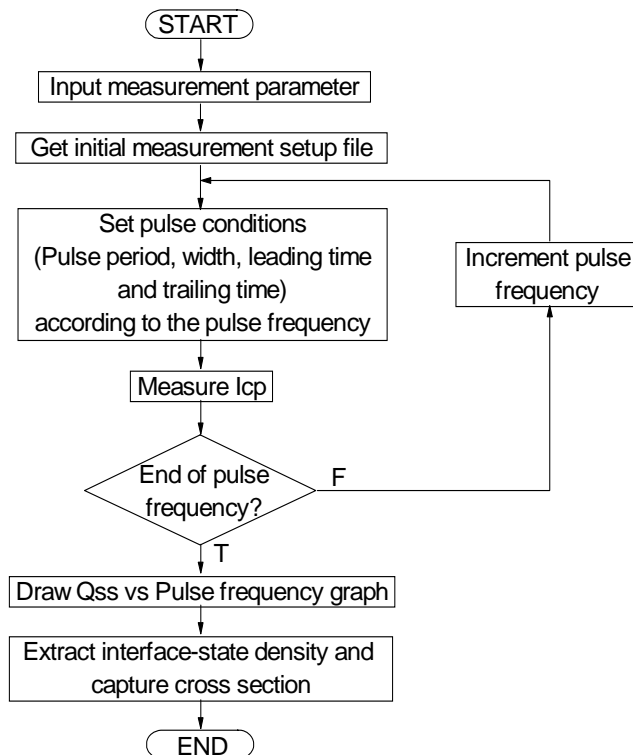 START
Input measurement parameter
Get initial measurement setup file
Set pulse conditions
(Pulse period, width, leading time
and trailing time)
according to the pulse frequency
Increment pulse
frequency
Measure Icp
End of pulse
frequency?
F
T
Draw Qss vs Pulse frequency graph
Extract interface-state density and
capture cross section
END